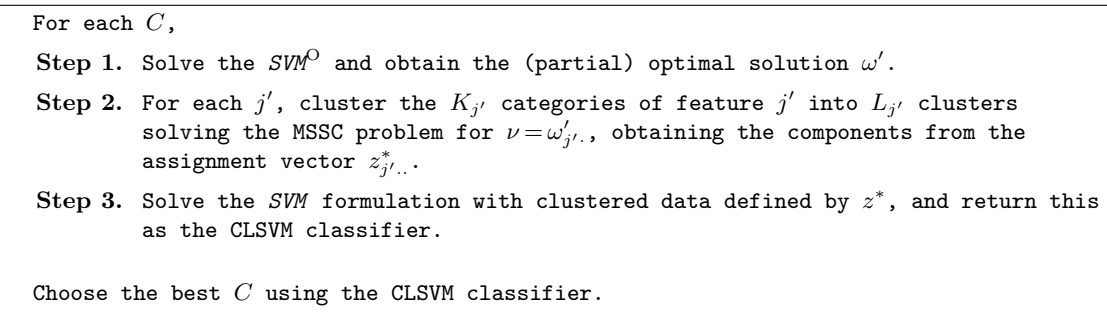 For each C,
Step 1. Solve the SVM^O and obtain the (partial) optimal solution ω′.
Step 2. For each j′, cluster the K_{j′} categories of feature j′ into L_{j′} clusters
solving the MSSC problem for ν=ω′_{j′·}, obtaining the components from the
assignment vector z*_{j′··}.
Step 3. Solve the SVM formulation with clustered data defined by z*, and return this
as the CLSVM classifier.
Choose the best C using the CLSVM classifier.